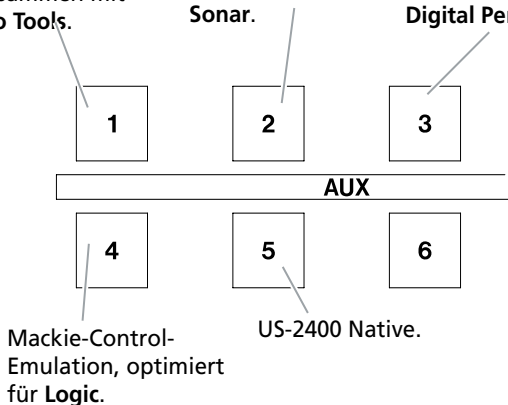 mit
Tools.
Sonar.
Digital
1
2
3
AUX
4
5
6
Mackie-Control-
Emulation, optimiert
für Logic.
US-2400 Native.